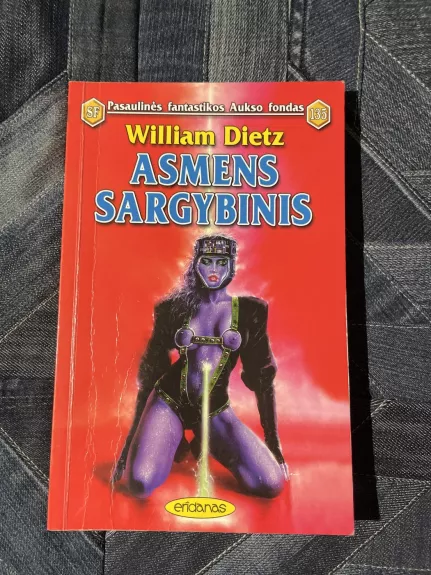 SF
Pasaulinės fantastikos Aukso fondas
135
William Dietz
ASMENS
SARGYBINIS
eridanas